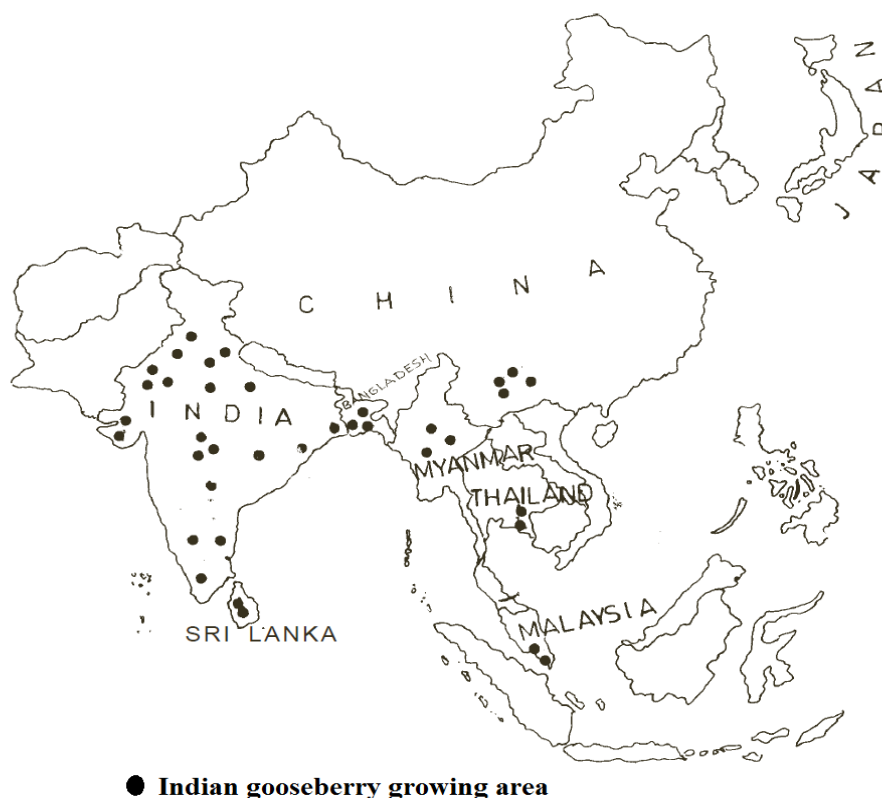 JAPAN
CHINA
BANGLADESH
INDIA
MYANMAR
THAILAND
MALAYSIA
SRI LANKA
Indian gooseberry growing area